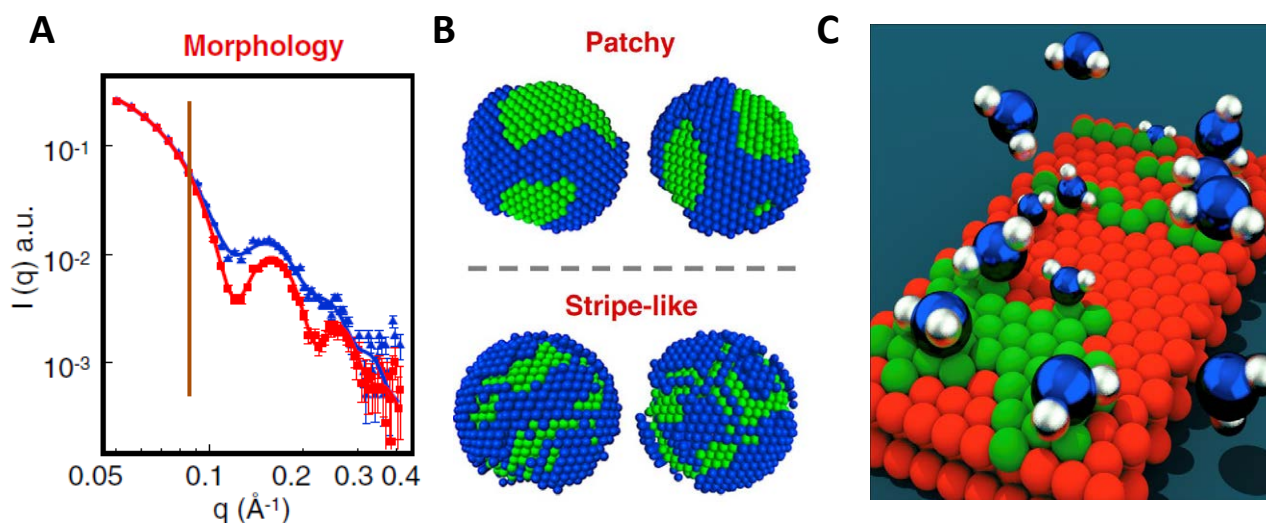 A
Morphology
I (q) a.u.
10-1
10-2
10-3
0.05
0.1
0.2
0.3
0.4
q (Å-1)
B
Patchy
Stripe-like
C